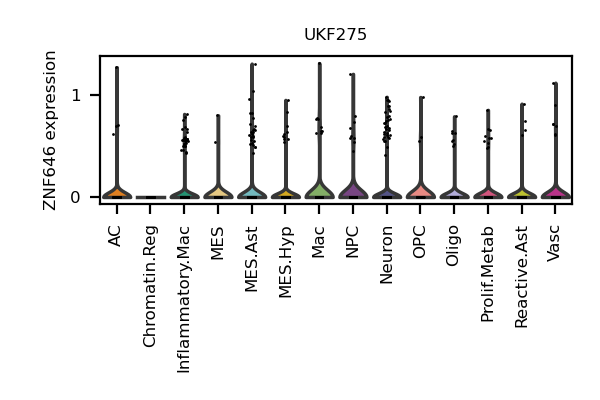 UKF275
ZNF646 expression
1
0
AC
Chromatin.Reg
Inflammatory.Mac
MES
MES.Ast
MES.Hyp
Mac
NPC
Neuron
OPC
Oligo
Prolif.Metab
Reactive.Ast
Vasc